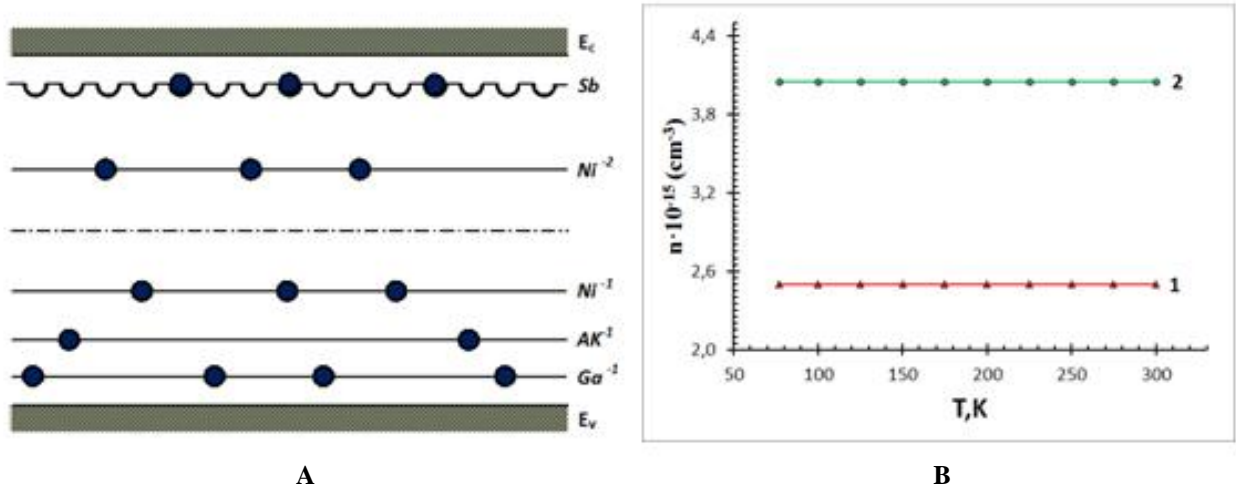 E_c
Sb
Ni⁻²
Ni⁻¹
AK⁻¹
Ga⁻¹
E_v
A
n·10⁻¹⁵ (cm⁻³)
4,4
3,8
3,2
2,6
2,0
2
1
50 100 150 200 250 300
T,K
B